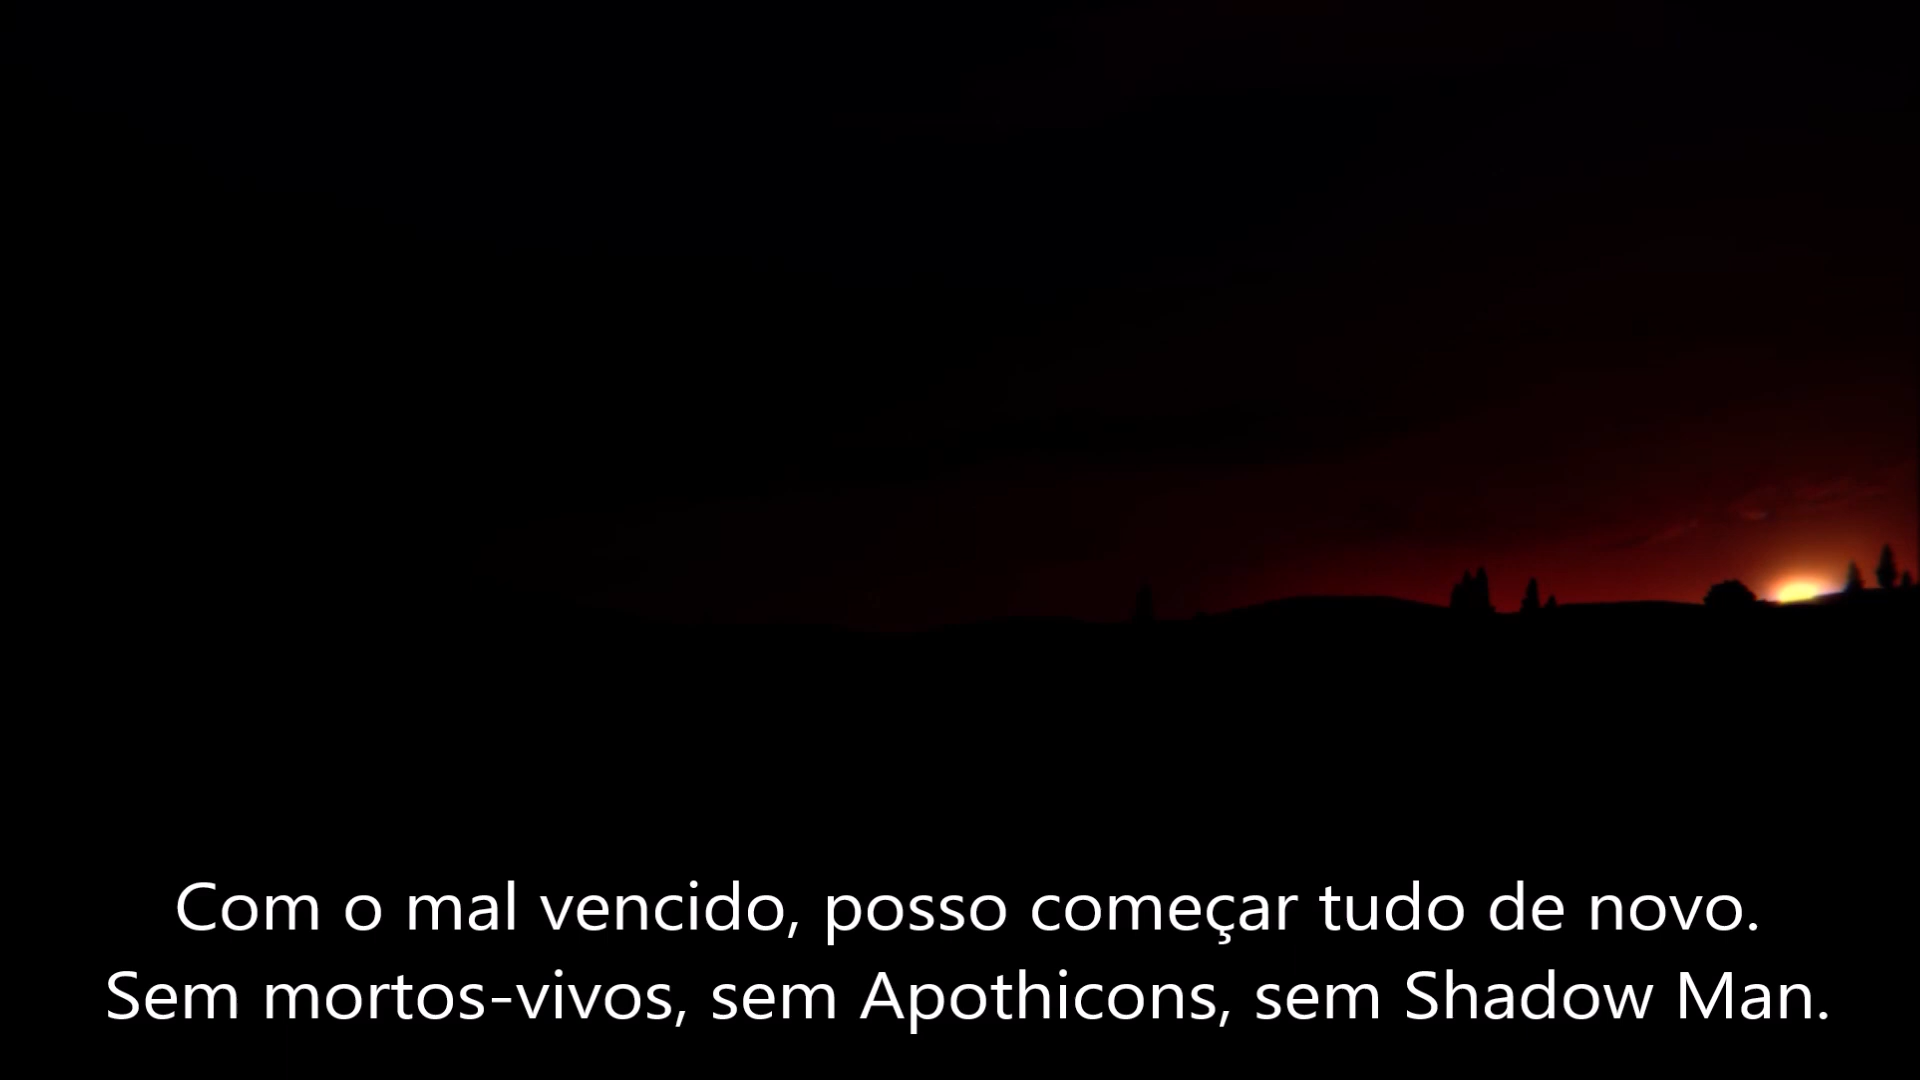 Com o mal vencido, posso começar tudo de novo.
Sem mortos-vivos, sem Apothicons, sem Shadow Man.